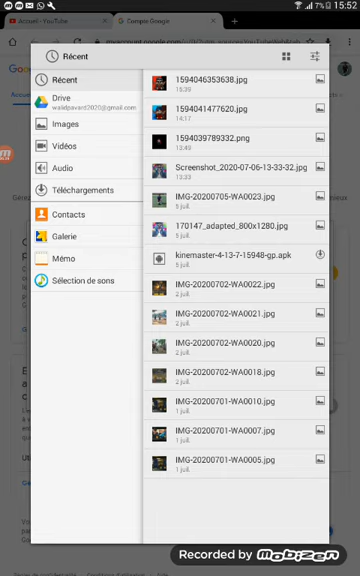 7% 15:52
Accueil - YouTube
Compte Google
Récent
Récent
Drive
walidpavard2020@gmail.com
Images
Vidéos
Audio
Téléchargements
Contacts
Galerie
Mémo
Sélection de sons
1594046353638.jpg
15:39
1594041477620.jpg
14:17
1594039789332.png
13:49
Screenshot_2020-07-06-13-33-32.jpg
13:33
IMG-20200705-WA0023.jpg
5 juil.
170147_adapted_800x1280.jpg
5 juil.
kinemaster-4-13-7-15948-gp.apk
3 juil.
IMG-20200702-WA0022.jpg
2 juil.
IMG-20200702-WA0021.jpg
2 juil.
IMG-20200702-WA0020.jpg
2 juil.
IMG-20200702-WA0018.jpg
2 juil.
IMG-20200701-WA0010.jpg
1 juil.
IMG-20200701-WA0007.jpg
1 juil.
IMG-20200701-WA0005.jpg
1 juil.
Recorded by Mobizen